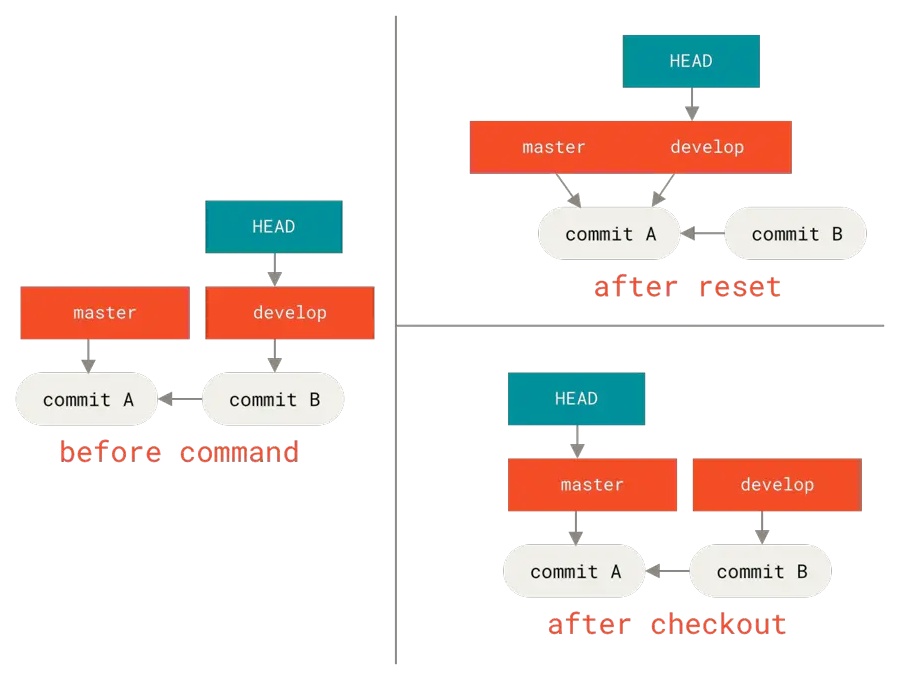 HEAD
master develop
commit A commit B
before command
HEAD
master develop
commit A commit B
after reset
HEAD
master develop
commit A commit B
after checkout